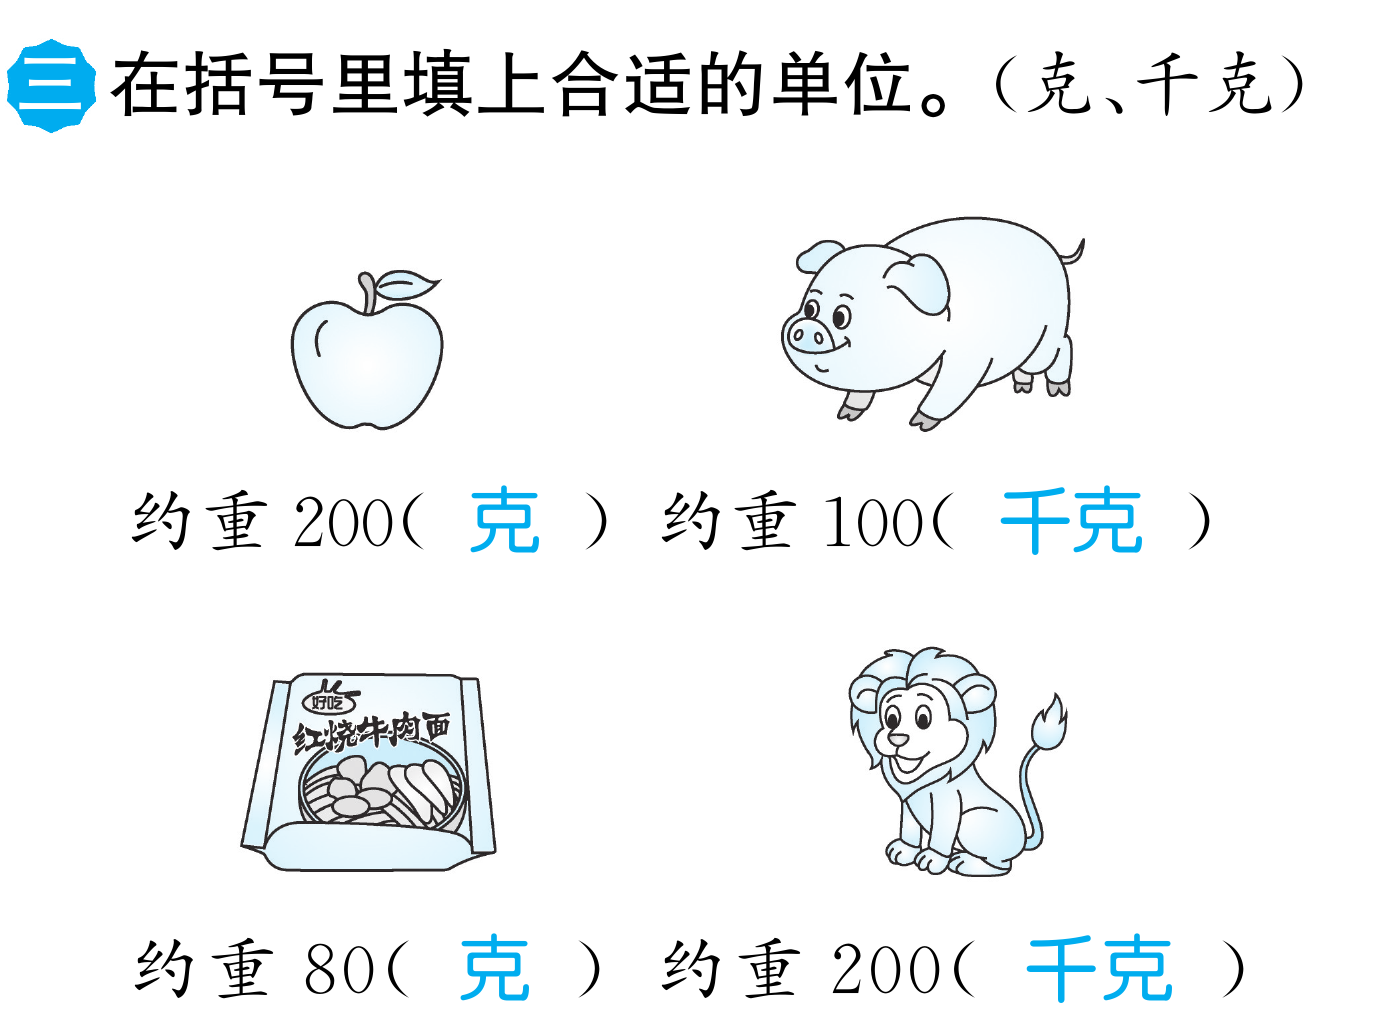 三 在括号里填上合适的单位。（克、千克）
约重 200（ 克 ） 约重 100（ 千克 ）
好吃
红烧牛肉面
约重 80（ 克 ） 约重 200（ 千克 ）